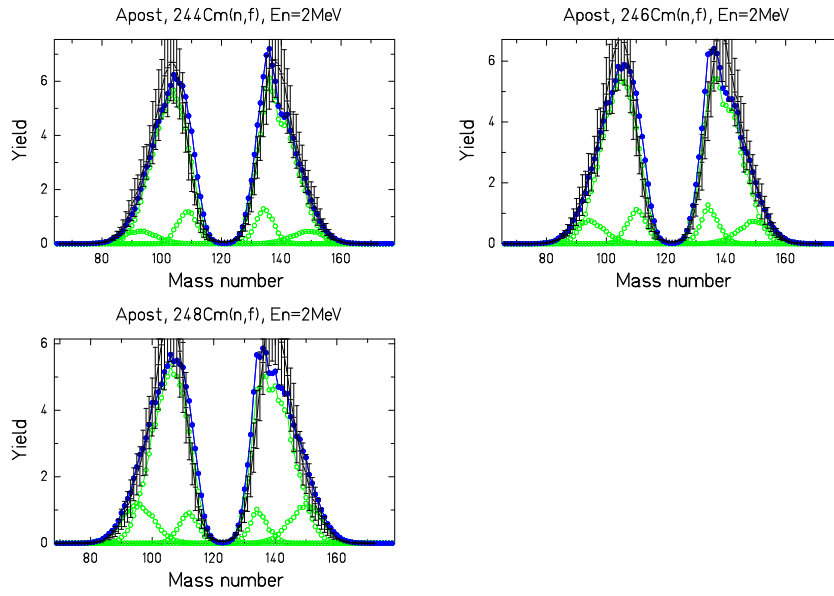 Apost, 244Cm(n,f), En=2MeV
Yield
6
4
2
0
80 100 120 140 160
Mass number
Apost, 246Cm(n,f), En=2MeV
Yield
6
4
2
0
80 100 120 140 160
Mass number
Apost, 248Cm(n,f), En=2MeV
Yield
6
4
2
0
80 100 120 140 160
Mass number